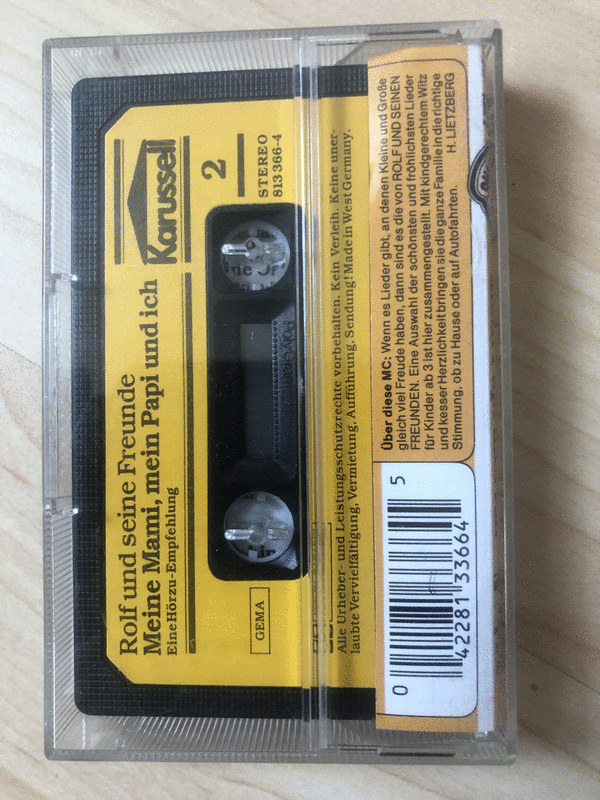 Rolf und seine Freunde
Meine Mami, mein Papi und ich
Eine Hörzu-Empfehlung
Karussell
2
STEREO
813 366-4
GEMA
PolyGram
Alle Urheber- und Leistungsschutzrechte vorbehalten. Kein Verleih. Keine uner-
laubte Vervielfältigung, Vermietung, Aufführung, Sendung! Made in West Germany.
Über diese MC: Wenn es Lieder gibt, an denen Kleine und Große
gleich viel Freude haben, dann sind es die von ROLF UND SEINEN
FREUNDEN. Eine Auswahl der schönsten und fröhlichsten Lieder
für Kinder ab 3 ist hier zusammengestellt. Mit kindgerechtem Witz
und kesser Herzlichkeit bringen sie die ganze Familie in die richtige
Stimmung, ob zu Hause oder auf Autofahrten. H. LIETZBERG
0 42281 33664 5